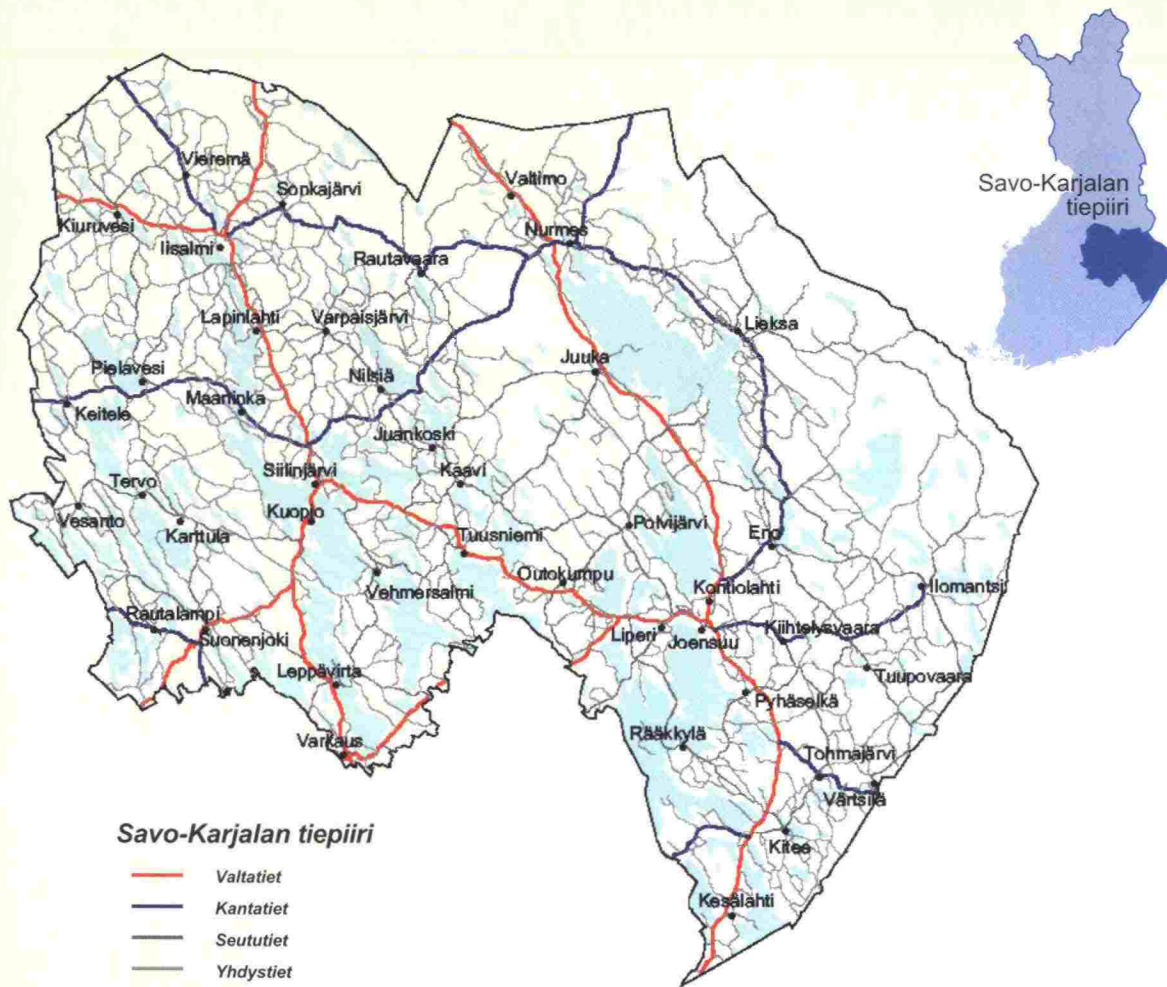 Savo-Karjalan
tiepiiri
Vieremä
Sonkajärvi
Kiuruvesi
Iisalmi
Valtimo
Nurmes
Rautavaara
Lapinlahti
Varpaisjärvi
Lieksa
Juuka
Pielavesi
Nilsiä
Keitele
Maaninka
Juankoski
Siilinjärvi
Kaavi
Tervo
Vesanto
Karttula
Kuopio
Polvijärvi
Eno
Tuusniemi
Outokumpu
Vehmersalmi
Kontiolahti
Ilomantsi
Rautalampi
Suonenjoki
Liperi
Joensuu
Kiihtelysvaara
Leppävirta
Tuupovaara
Pyhäselkä
Varkaus
Rääkkylä
Tohmajärvi
Värtsilä
Kitee
Kesälahti
Savo-Karjalan tiepiiri
Valtatiet
Kantatiet
Seututiet
Yhdystiet